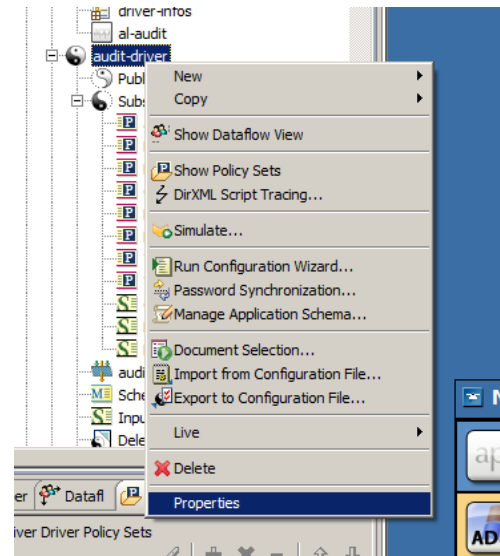 driver-infos
al-audit
audit-driver
Publ
Subs
New
Copy
Show Dataflow View
Show Policy Sets
DirXML Script Tracing...
Simulate...
Run Configuration Wizard...
Password Synchronization...
Manage Application Schema...
Document Selection...
Import from Configuration File...
Export to Configuration File...
Live
Delete
Properties
P
P
P
P
P
P
P
S
S
S
audi
Sche
Inpu
Dele
er
Datafl
iver Driver Policy Sets
N
ap
AD